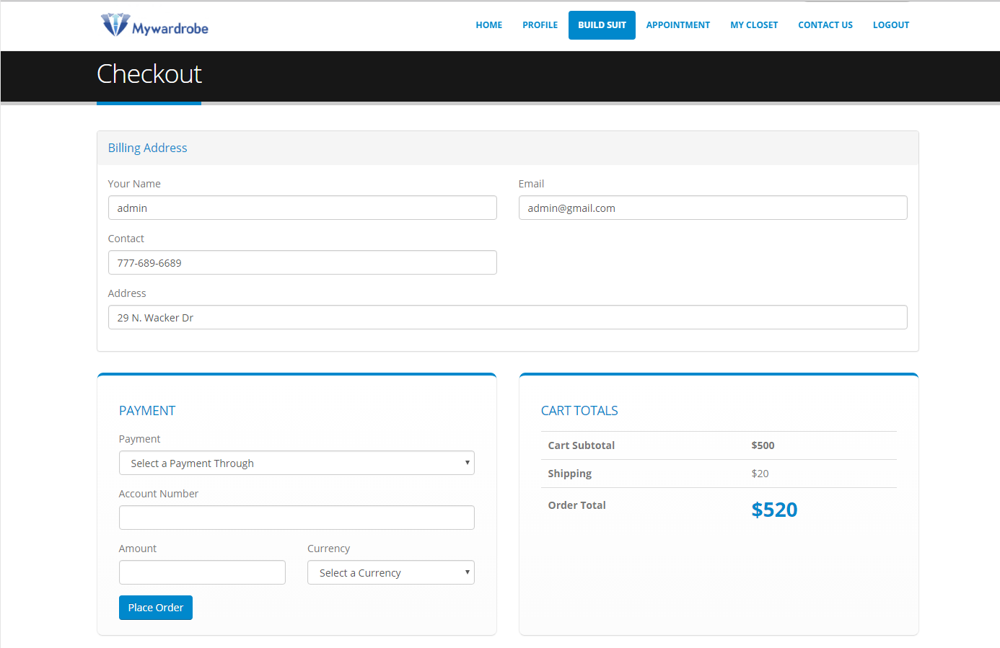 Mywardrobe
HOME PROFILE BUILD SUIT APPOINTMENT MY CLOSET CONTACT US LOGOUT
Checkout
Billing Address
Your Name Email
admin admin@gmail.com
Contact
777-689-6689
Address
29 N. Wacker Dr
PAYMENT
Payment
Select a Payment Through
Account Number
Amount Currency
Select a Currency
Place Order
CART TOTALS
Cart Subtotal $500
Shipping $20
Order Total $520